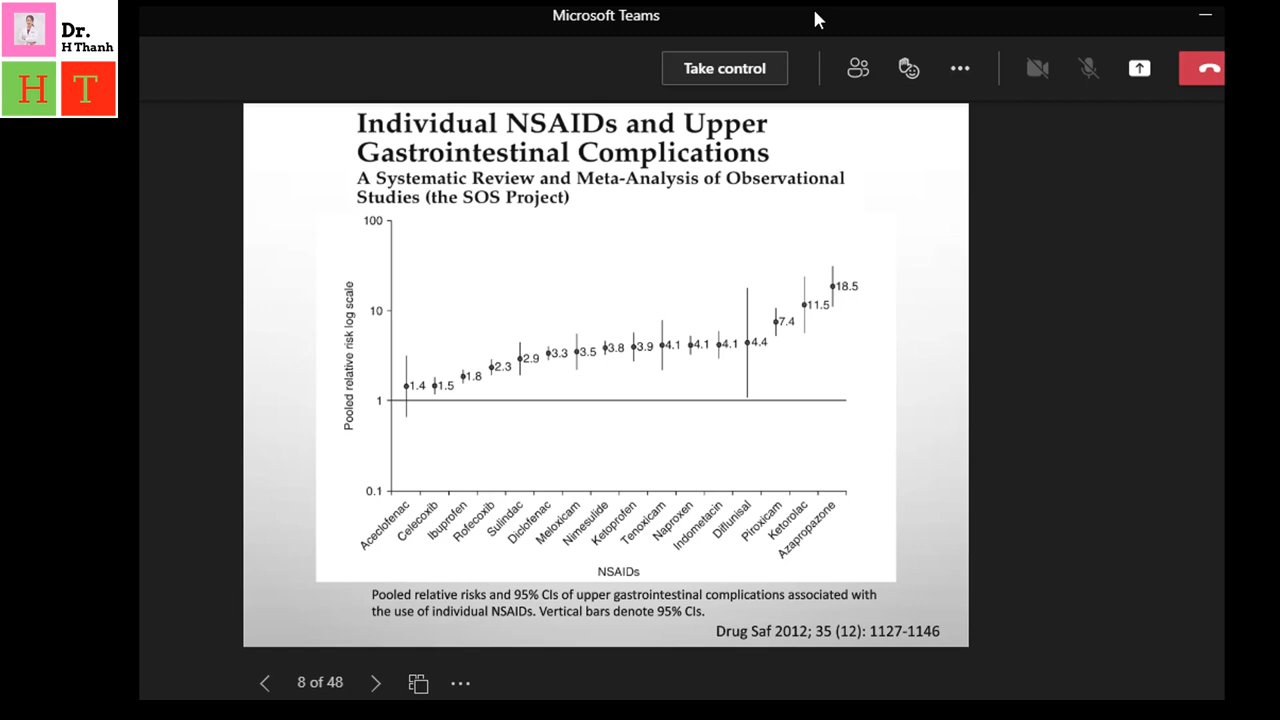 Microsoft Teams
Dr.
H Thanh
H T
Take control
Individual NSAIDs and Upper
Gastrointestinal Complications
A Systematic Review and Meta-Analysis of Observational
Studies (the SOS Project)
Pooled relative risk log scale
100
10
1
0.1
1.4
1.5
1.8
2.3
2.9
3.3
3.5
3.8
3.9
4.1
4.1
4.1
4.4
7.4
11.5
18.5
Aceclofenac
Celecoxib
Ibuprofen
Rofecoxib
Sulindac
Diclofenac
Meloxicam
Nimesulide
Ketoprofen
Tenoxicam
Naproxen
Indometacin
Diflunisal
Piroxicam
Ketorolac
Azapropazone
NSAIDs
Pooled relative risks and 95% CIs of upper gastrointestinal complications associated with
the use of individual NSAIDs. Vertical bars denote 95% CIs.
Drug Saf 2012; 35 (12): 1127-1146
8 of 48